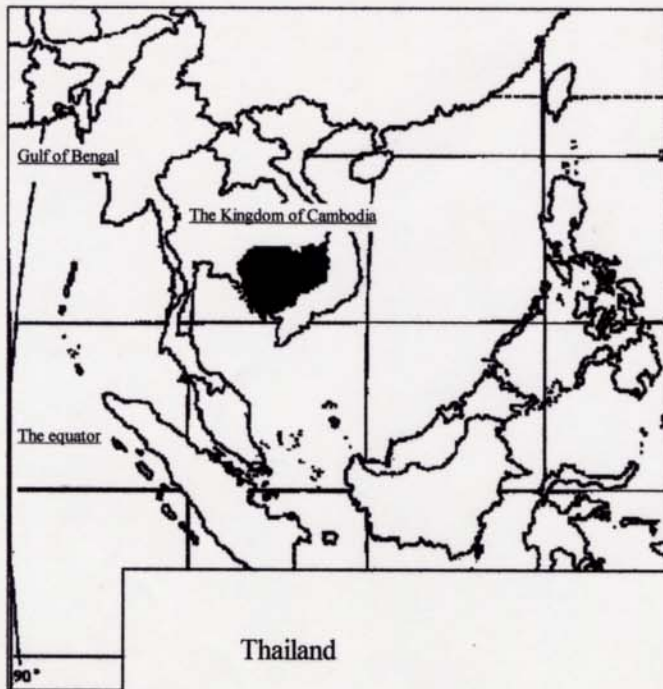 Gulf of Bengal
The Kingdom of Cambodia
The equator
Thailand
90°